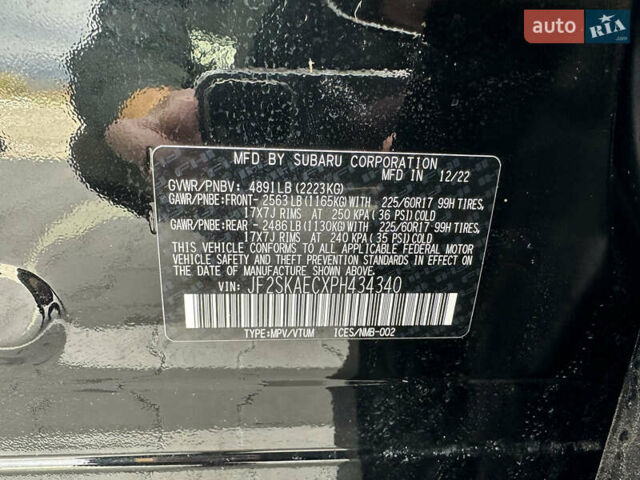 auto RIA
.com
MFD BY SUBARU CORPORATION
MFD IN 12/22
GVWR/PNBV: 4891LB(2223KG)
GAWR/PNBE:FRONT- 2563LB(1165KG)WITH 225/60R17 99H TIRES,
17X7J RIMS AT 250 KPA(36 PSI)COLD
GAWR/PNBE:REAR - 2486LB(1130KG)WITH 225/60R17 99H TIRES,
17X7J RIMS AT 240 KPA(35 PSI)COLD
THIS VEHICLE CONFORMS TO ALL APPLICABLE FEDERAL MOTOR
VEHICLE SAFETY AND THEFT PREVENTION STANDARDS IN EFFECT
ON THE DATE OF MANUFACTURE SHOWN ABOVE.
VIN: JF2SKAECXPH434340
TYPE:MPV/VTUM ICES/NMB-002